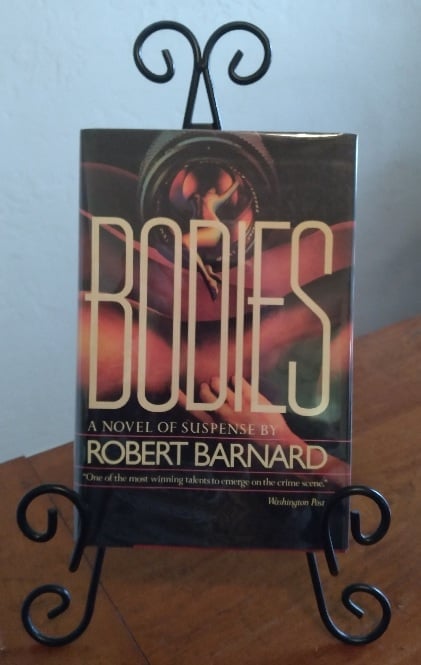 BODIES
A NOVEL OF SUSPENSE BY
ROBERT BARNARD
"One of the most winning talents to emerge on the crime scene."
Washington Post